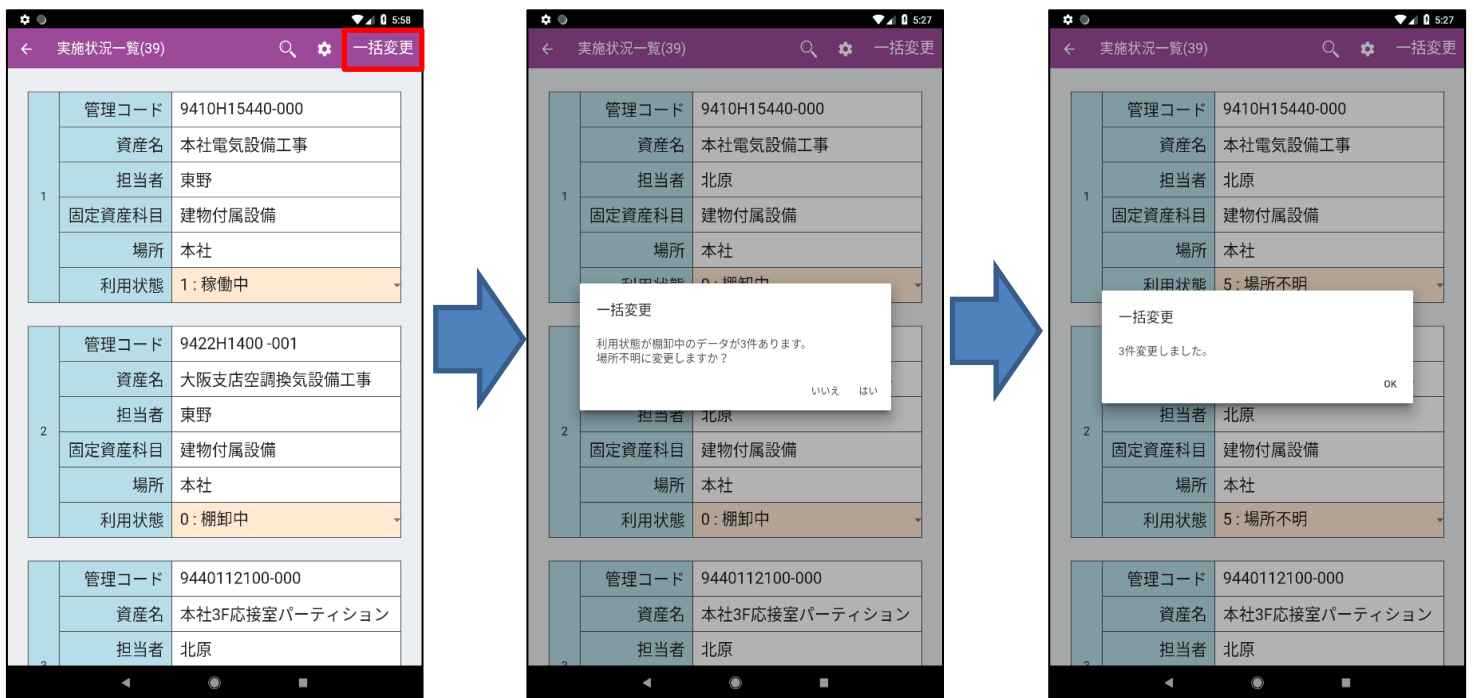 5:58
実施状況一覧(39)
一括変更
1
管理コード 9410H15440-000
資産名 本社電気設備工事
担当者 東野
固定資産科目 建物付属設備
場所 本社
利用状態 1 : 稼働中
2
管理コード 9422H1400 -001
資産名 大阪支店空調換気設備工事
担当者 東野
固定資産科目 建物付属設備
場所 本社
利用状態 0 : 棚卸中
管理コード 9440112100-000
資産名 本社3F応接室パーティション
担当者 北原
5:27
実施状況一覧(39)
一括変更
1
管理コード 9410H15440-000
資産名 本社電気設備工事
担当者 北原
固定資産科目 建物付属設備
場所 本社
利用状態 0 : 棚卸中
一括変更
利用状態が棚卸中のデータが3件あります。
場所不明に変更しますか？
いいえ はい
2
担当者 北原
固定資産科目 建物付属設備
場所 本社
利用状態 0 : 棚卸中
管理コード 9440112100-000
資産名 本社3F応接室パーティション
担当者 北原
5:27
実施状況一覧(39)
一括変更
1
管理コード 9410H15440-000
資産名 本社電気設備工事
担当者 北原
固定資産科目 建物付属設備
場所 本社
利用状態 5 : 場所不明
一括変更
3件変更しました。
OK
2
担当者 北原
固定資産科目 建物付属設備
場所 本社
利用状態 5 : 場所不明
管理コード 9440112100-000
資産名 本社3F応接室パーティション
担当者 北原